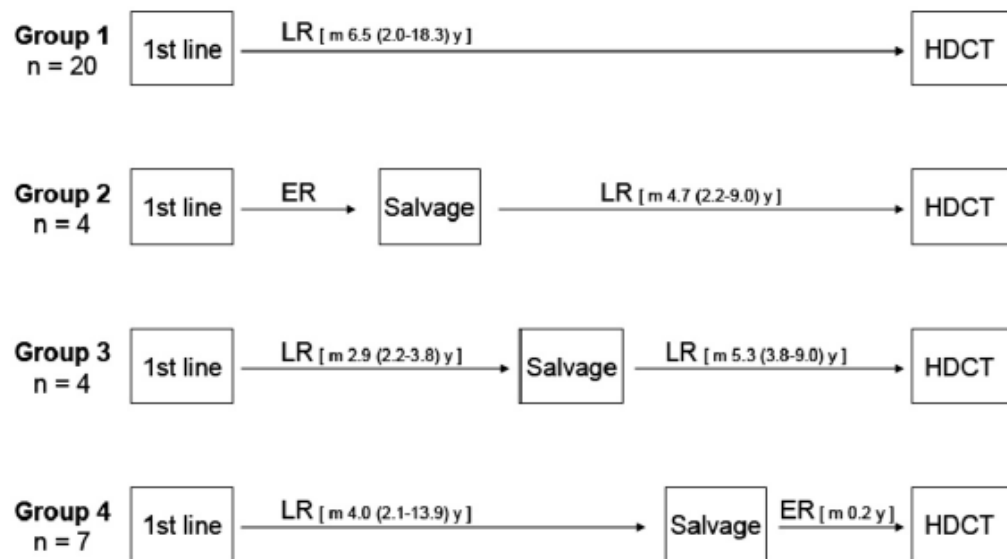 Group 1
n = 20
1st line
LR [ m 6.5 (2.0-18.3) y ]
HDCT
Group 2
n = 4
1st line
ER
Salvage
LR [ m 4.7 (2.2-9.0) y ]
HDCT
Group 3
n = 4
1st line
LR [ m 2.9 (2.2-3.8) y ]
Salvage
LR [ m 5.3 (3.8-9.0) y ]
HDCT
Group 4
n = 7
1st line
LR [ m 4.0 (2.1-13.9) y ]
Salvage
ER [ m 0.2 y ]
HDCT